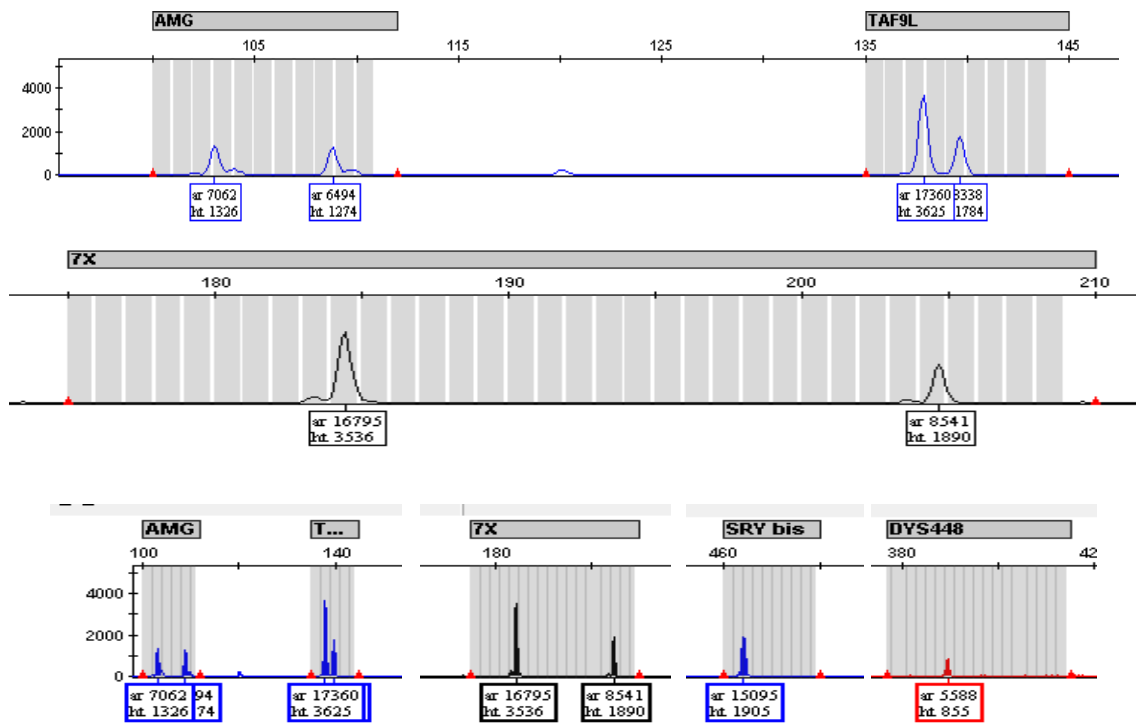 AMG TAF9L
105 115 125 135 145
4000
2000
0
ar 7062 ar 6494 ar 17360 8338
ht 1326 ht 1274 ht 3625 1784
7X
180 190 200 210
ar 16795 ar 8541
ht 3536 ht 1890
AMG T... 7X SRY bis DYS448
100 140 180 460 380 42
4000
2000
0
ar 7062 94 ar 17360 ar 16795 ar 8541 ar 15095 ar 5588
ht 1326 74 ht 3625 ht 3536 ht 1890 ht 1905 ht 855